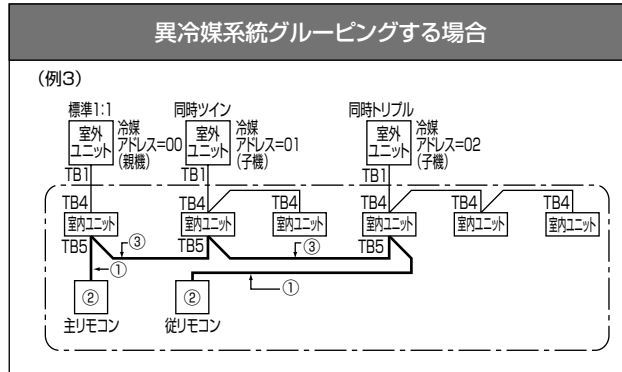 異冷媒系統グルーピングする場合
(例3)
標準1:1 同時ツイン 同時トリプル
室外ユニット 冷媒アドレス=00(親機) 室外ユニット 冷媒アドレス=01(子機) 室外ユニット 冷媒アドレス=02(子機)
TB1 TB1 TB1
TB4 TB4 TB4 TB4 TB4 TB4
室内ユニット 室内ユニット 室内ユニット 室内ユニット 室内ユニット 室内ユニット
TB5 ③ TB5 ③ TB5
① ①
② ②
主リモコン 従リモコン